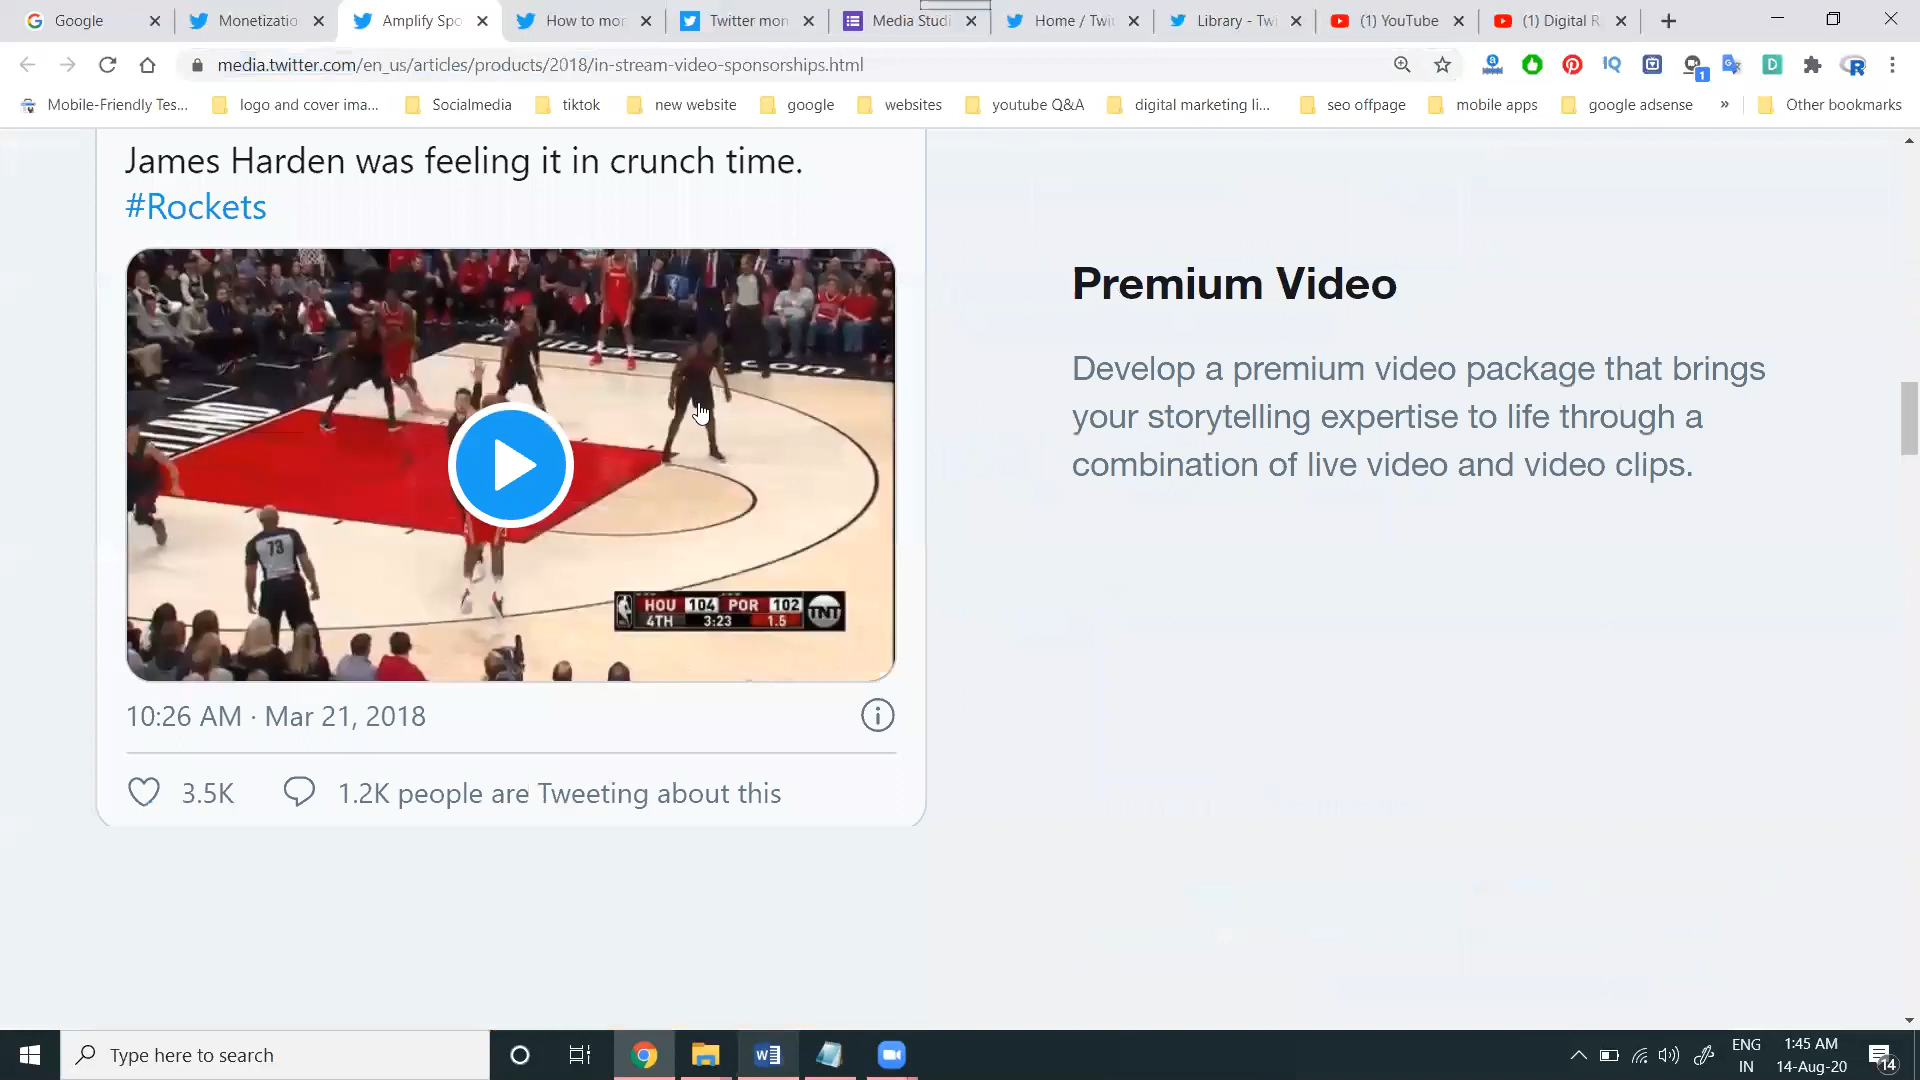 Google
Monetizatio
Amplify Spo
How to mon
Twitter mon
Media Studi
Home / Twit
Library - Twi
(1) YouTube
(1) Digital R
media.twitter.com/en_us/articles/products/2018/in-stream-video-sponsorships.html
Mobile-Friendly Tes...
logo and cover ima...
Socialmedia
tiktok
new website
google
websites
youtube Q&A
digital marketing li...
seo offpage
mobile apps
google adsense
»
Other bookmarks
James Harden was feeling it in crunch time.
#Rockets
73
HOU 104 POR 102
4TH 3:23 1.5
TNT
10:26 AM · Mar 21, 2018
3.5K
1.2K people are Tweeting about this
Premium Video
Develop a premium video package that brings
your storytelling expertise to life through a
combination of live video and video clips.
Type here to search
ENG
IN
1:45 AM
14-Aug-20
14